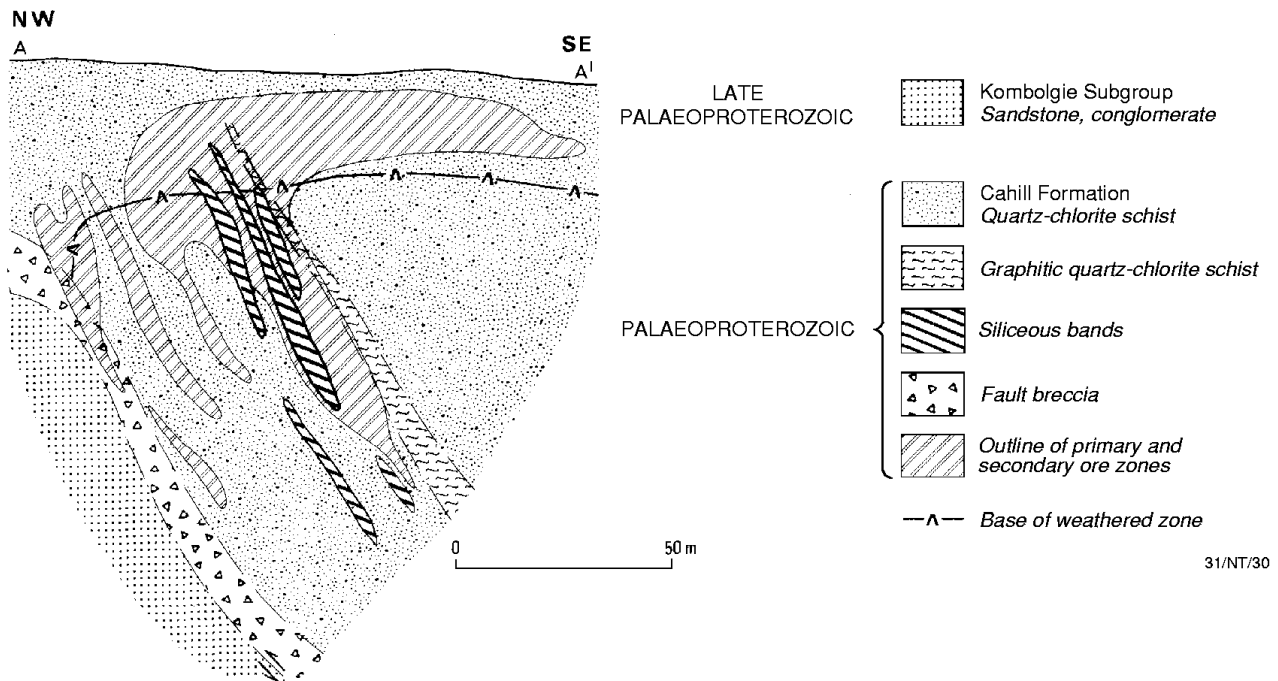 NW
A
SE
A'
LATE
PALAEOPROTEROZOIC
Kombolgie Subgroup
Sandstone, conglomerate
Cahill Formation
Quartz-chlorite schist
Graphitic quartz-chlorite schist
PALAEOPROTEROZOIC
Siliceous bands
Fault breccia
Outline of primary and
secondary ore zones
Base of weathered zone
0 50 m
31/NT/30